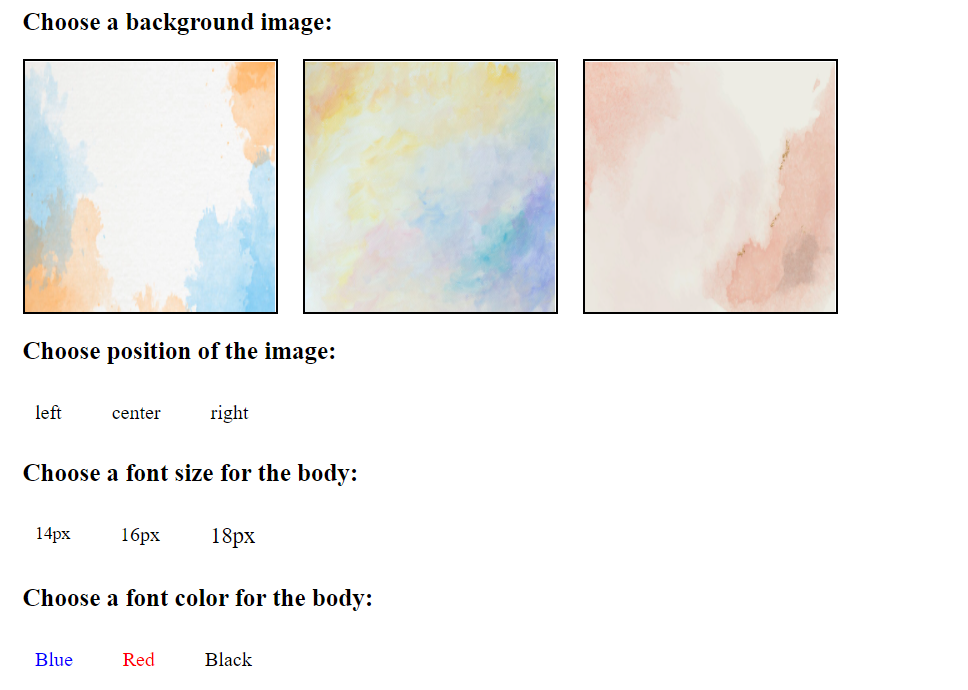 Choose a background image:
Choose position of the image:
left center right
Choose a font size for the body:
14px 16px 18px
Choose a font color for the body:
Blue Red Black